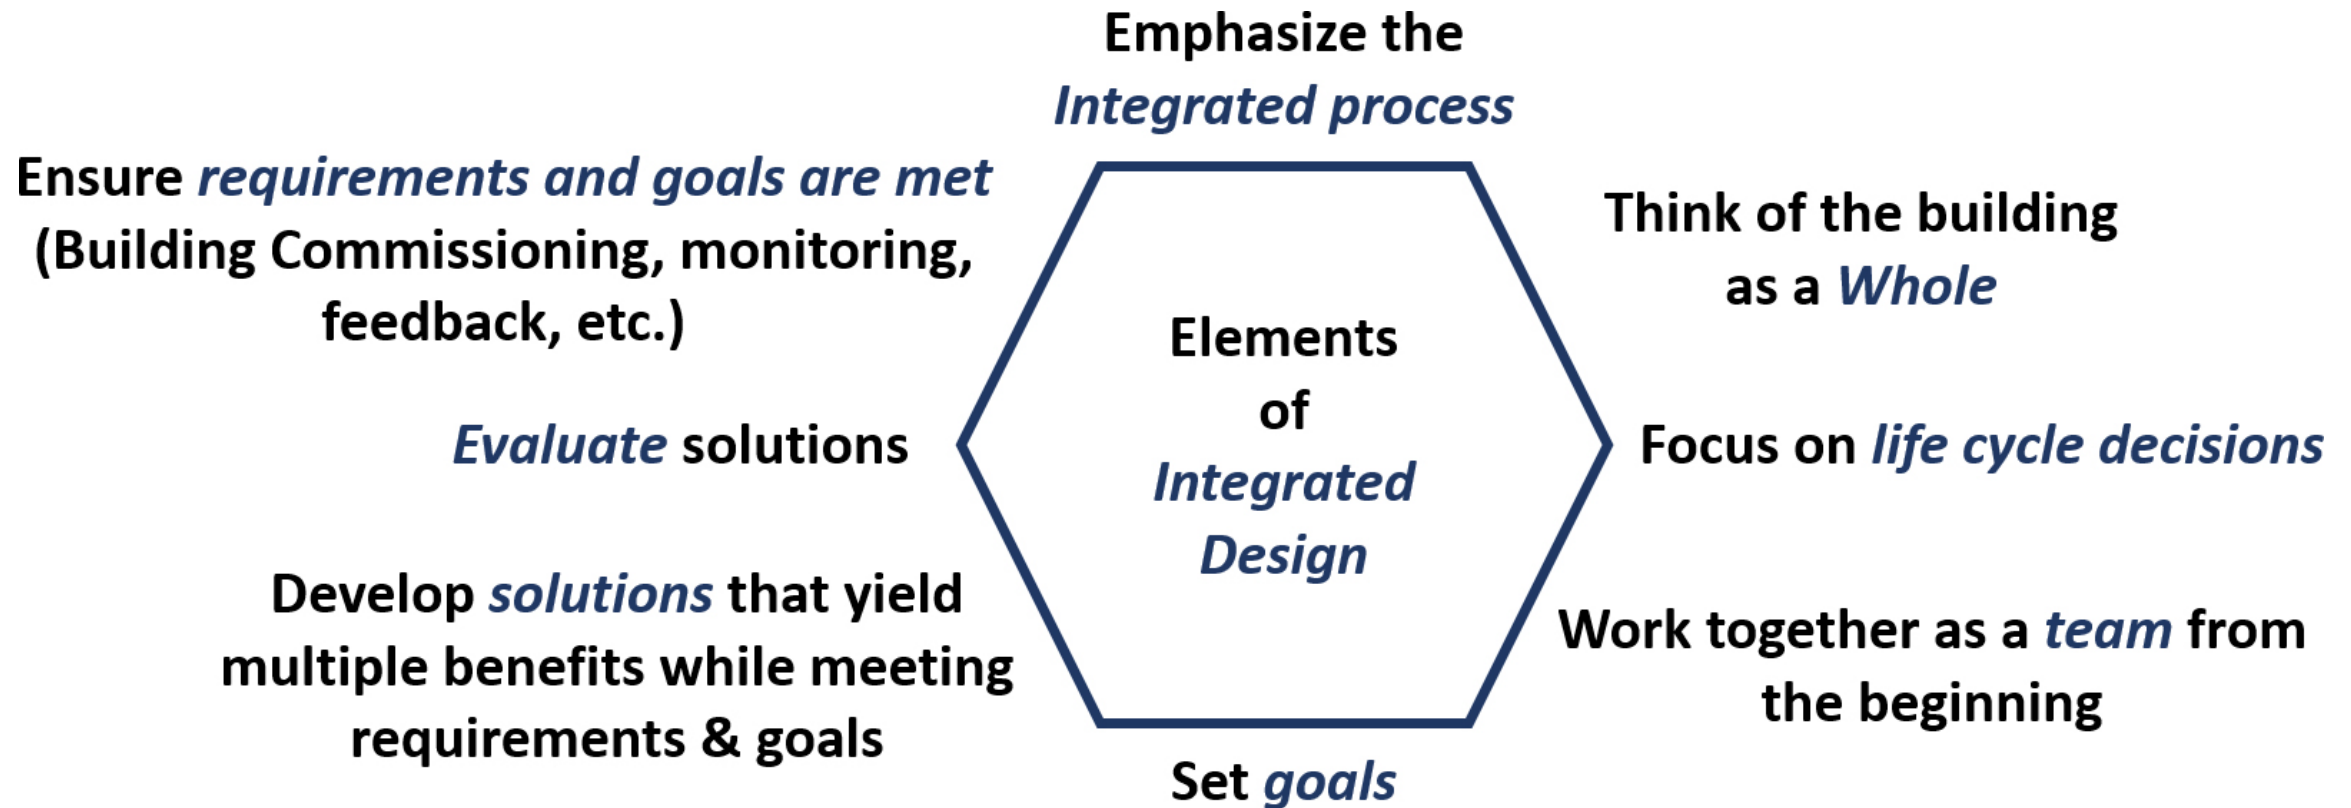 Emphasize the
Integrated process
Think of the building
as a Whole
Focus on life cycle decisions
Work together as a team from
the beginning
Set goals
Develop solutions that yield
multiple benefits while meeting
requirements & goals
Evaluate solutions
Ensure requirements and goals are met
(Building Commissioning, monitoring,
feedback, etc.)
Elements
of
Integrated
Design